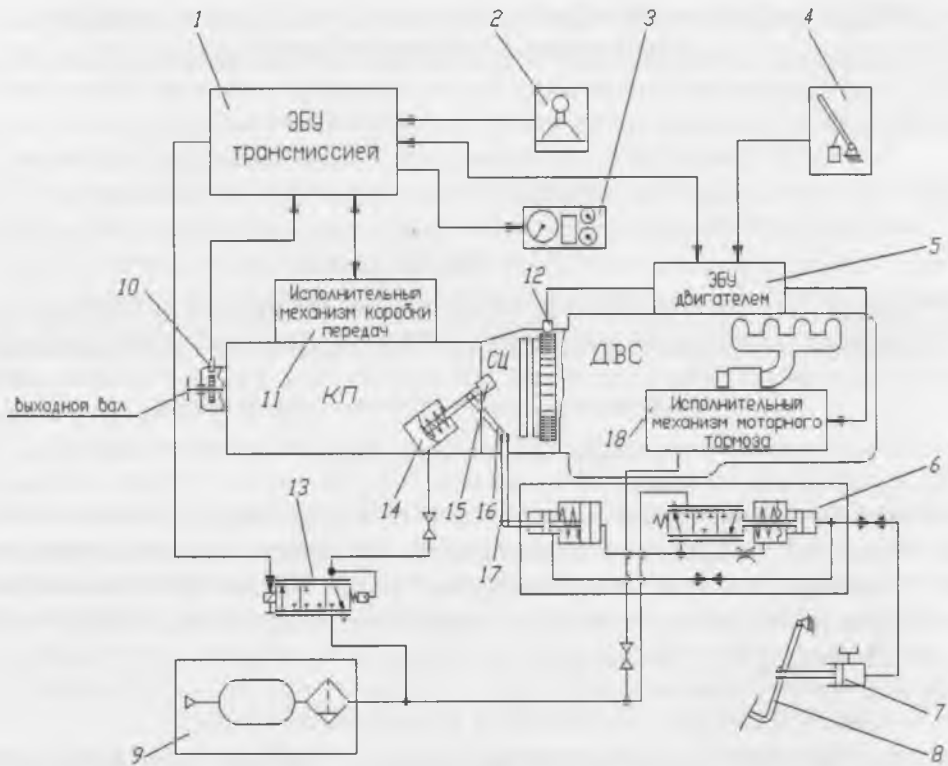 1
2
3
4
ЭБУ
трансмиссией
5
ЭБУ
двигателем
10
Исполнительный
механизм коробки
передач
12
СЦ
ДВС
11
КП
выходной вал
18
Исполнительный
механизм моторного
тормоза
13
14
15
16
17
6
7
8
9